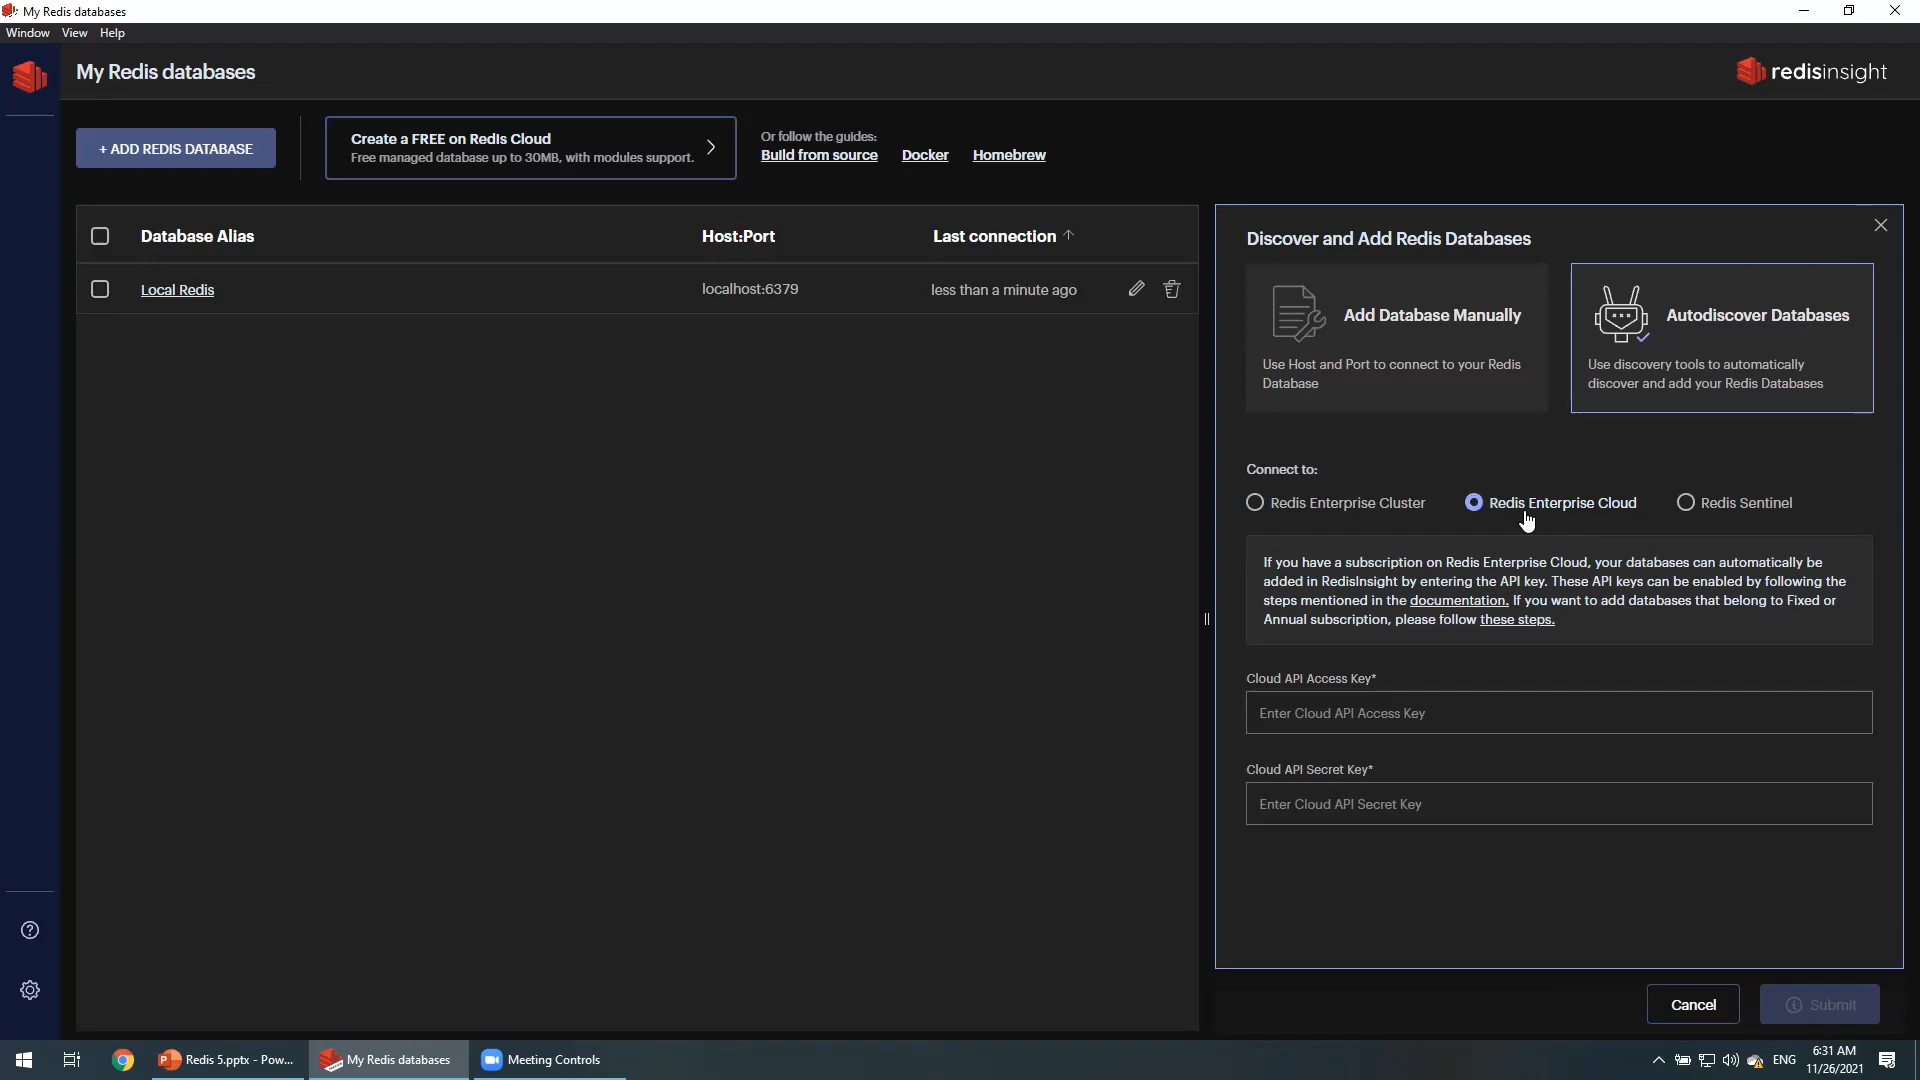 My Redis databases
Window View Help
My Redis databases
redisinsight
+ ADD REDIS DATABASE
Create a FREE on Redis Cloud
Free managed database up to 30MB, with modules support.
Or follow the guides:
Build from source Docker Homebrew
Database Alias Host:Port Last connection
Local Redis localhost:6379 less than a minute ago
Discover and Add Redis Databases
Add Database Manually
Use Host and Port to connect to your Redis
Database
Autodiscover Databases
Use discovery tools to automatically
discover and add your Redis Databases
Connect to:
Redis Enterprise Cluster Redis Enterprise Cloud Redis Sentinel
If you have a subscription on Redis Enterprise Cloud, your databases can automatically be
added in RedisInsight by entering the API key. These API keys can be enabled by following the
steps mentioned in the documentation. If you want to add databases that belong to Fixed or
Annual subscription, please follow these steps.
Cloud API Access Key*
Enter Cloud API Access Key
Cloud API Secret Key*
Enter Cloud API Secret Key
Cancel Submit
Redis 5.pptx - Pow... My Redis databases Meeting Controls
ENG
6:31 AM
11/26/2021